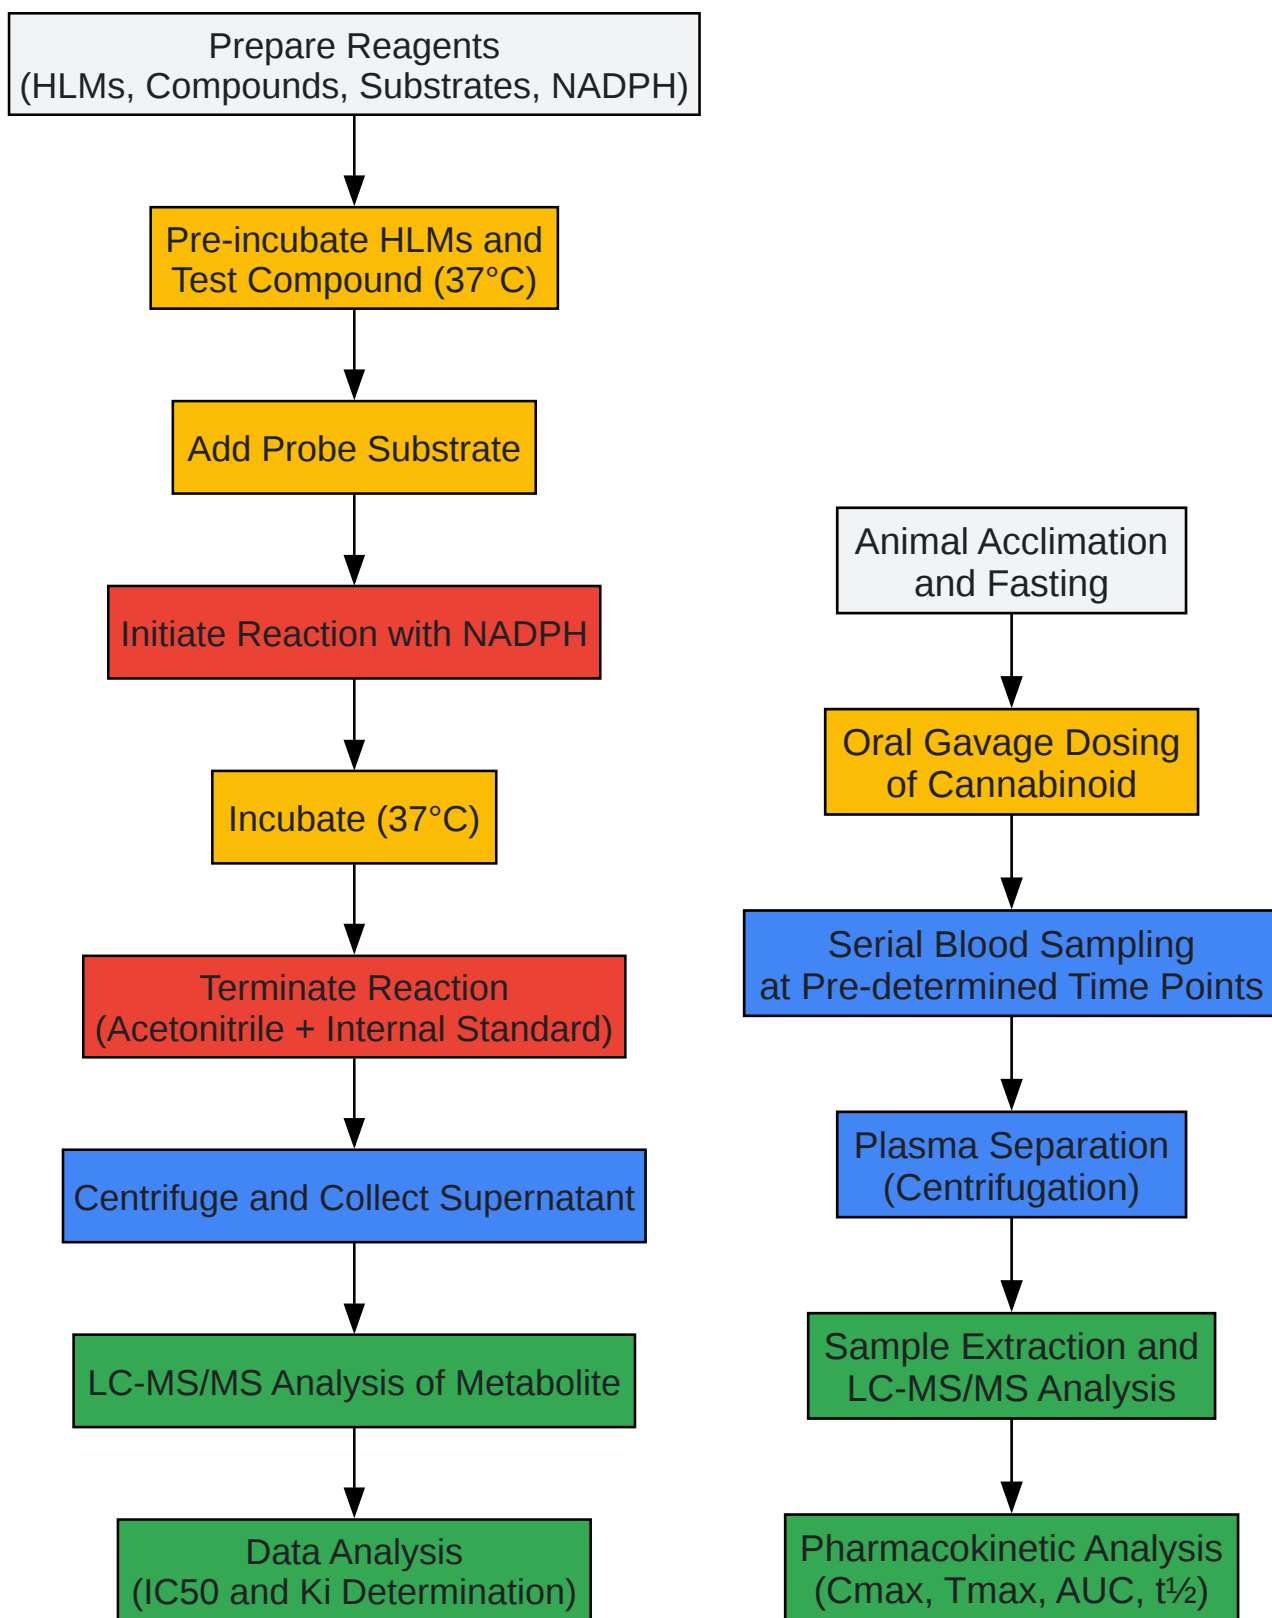 Prepare Reagents
(HLMs, Compounds, Substrates, NADPH)
Pre-incubate HLMs and
Test Compound (37°C)
Add Probe Substrate
Initiate Reaction with NADPH
Incubate (37°C)
Terminate Reaction
(Acetonitrile + Internal Standard)
Centrifuge and Collect Supernatant
LC-MS/MS Analysis of Metabolite
Data Analysis
(IC50 and Ki Determination)
Animal Acclimation
and Fasting
Oral Gavage Dosing
of Cannabinoid
Serial Blood Sampling
at Pre-determined Time Points
Plasma Separation
(Centrifugation)
Sample Extraction and
LC-MS/MS Analysis
Pharmacokinetic Analysis
(Cmax, Tmax, AUC, t½)